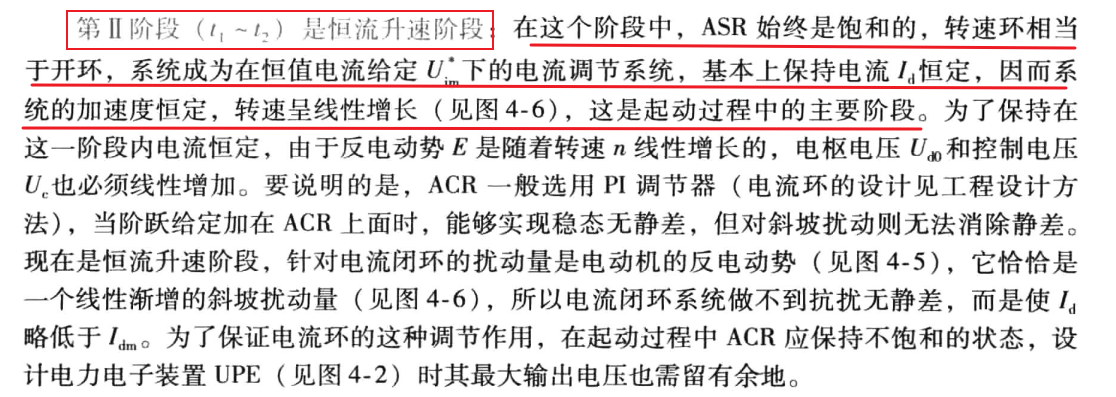 第Ⅱ阶段（t₁ ~ t₂）是恒流升速阶段：在这个阶段中，ASR 始终是饱和的，转速环相当
于开环，系统成为在恒值电流给定 U*im下的电流调节系统，基本上保持电流 Id恒定，因而系
统的加速度恒定，转速呈线性增长（见图 4-6），这是起动过程中的主要阶段。为了保持在
这一阶段内电流恒定，由于反电动势 E 是随着转速 n 线性增长的，电枢电压 Ud0和控制电压
Uc也必须线性增加。要说明的是，ACR 一般选用 PI 调节器（电流环的设计见工程设计方
法），当阶跃给定加在 ACR 上面时，能够实现稳态无静差，但对斜坡扰动则无法消除静差。
现在是恒流升速阶段，针对电流闭环的扰动量是电动机的反电动势（见图 4-5），它恰恰是
一个线性渐增的斜坡扰动量（见图 4-6），所以电流闭环系统做不到抗扰无静差，而是使 Id
略低于 Idm。为了保证电流环的这种调节作用，在起动过程中 ACR 应保持不饱和的状态，设
计电力电子装置 UPE（见图 4-2）时其最大输出电压也需留有余地。